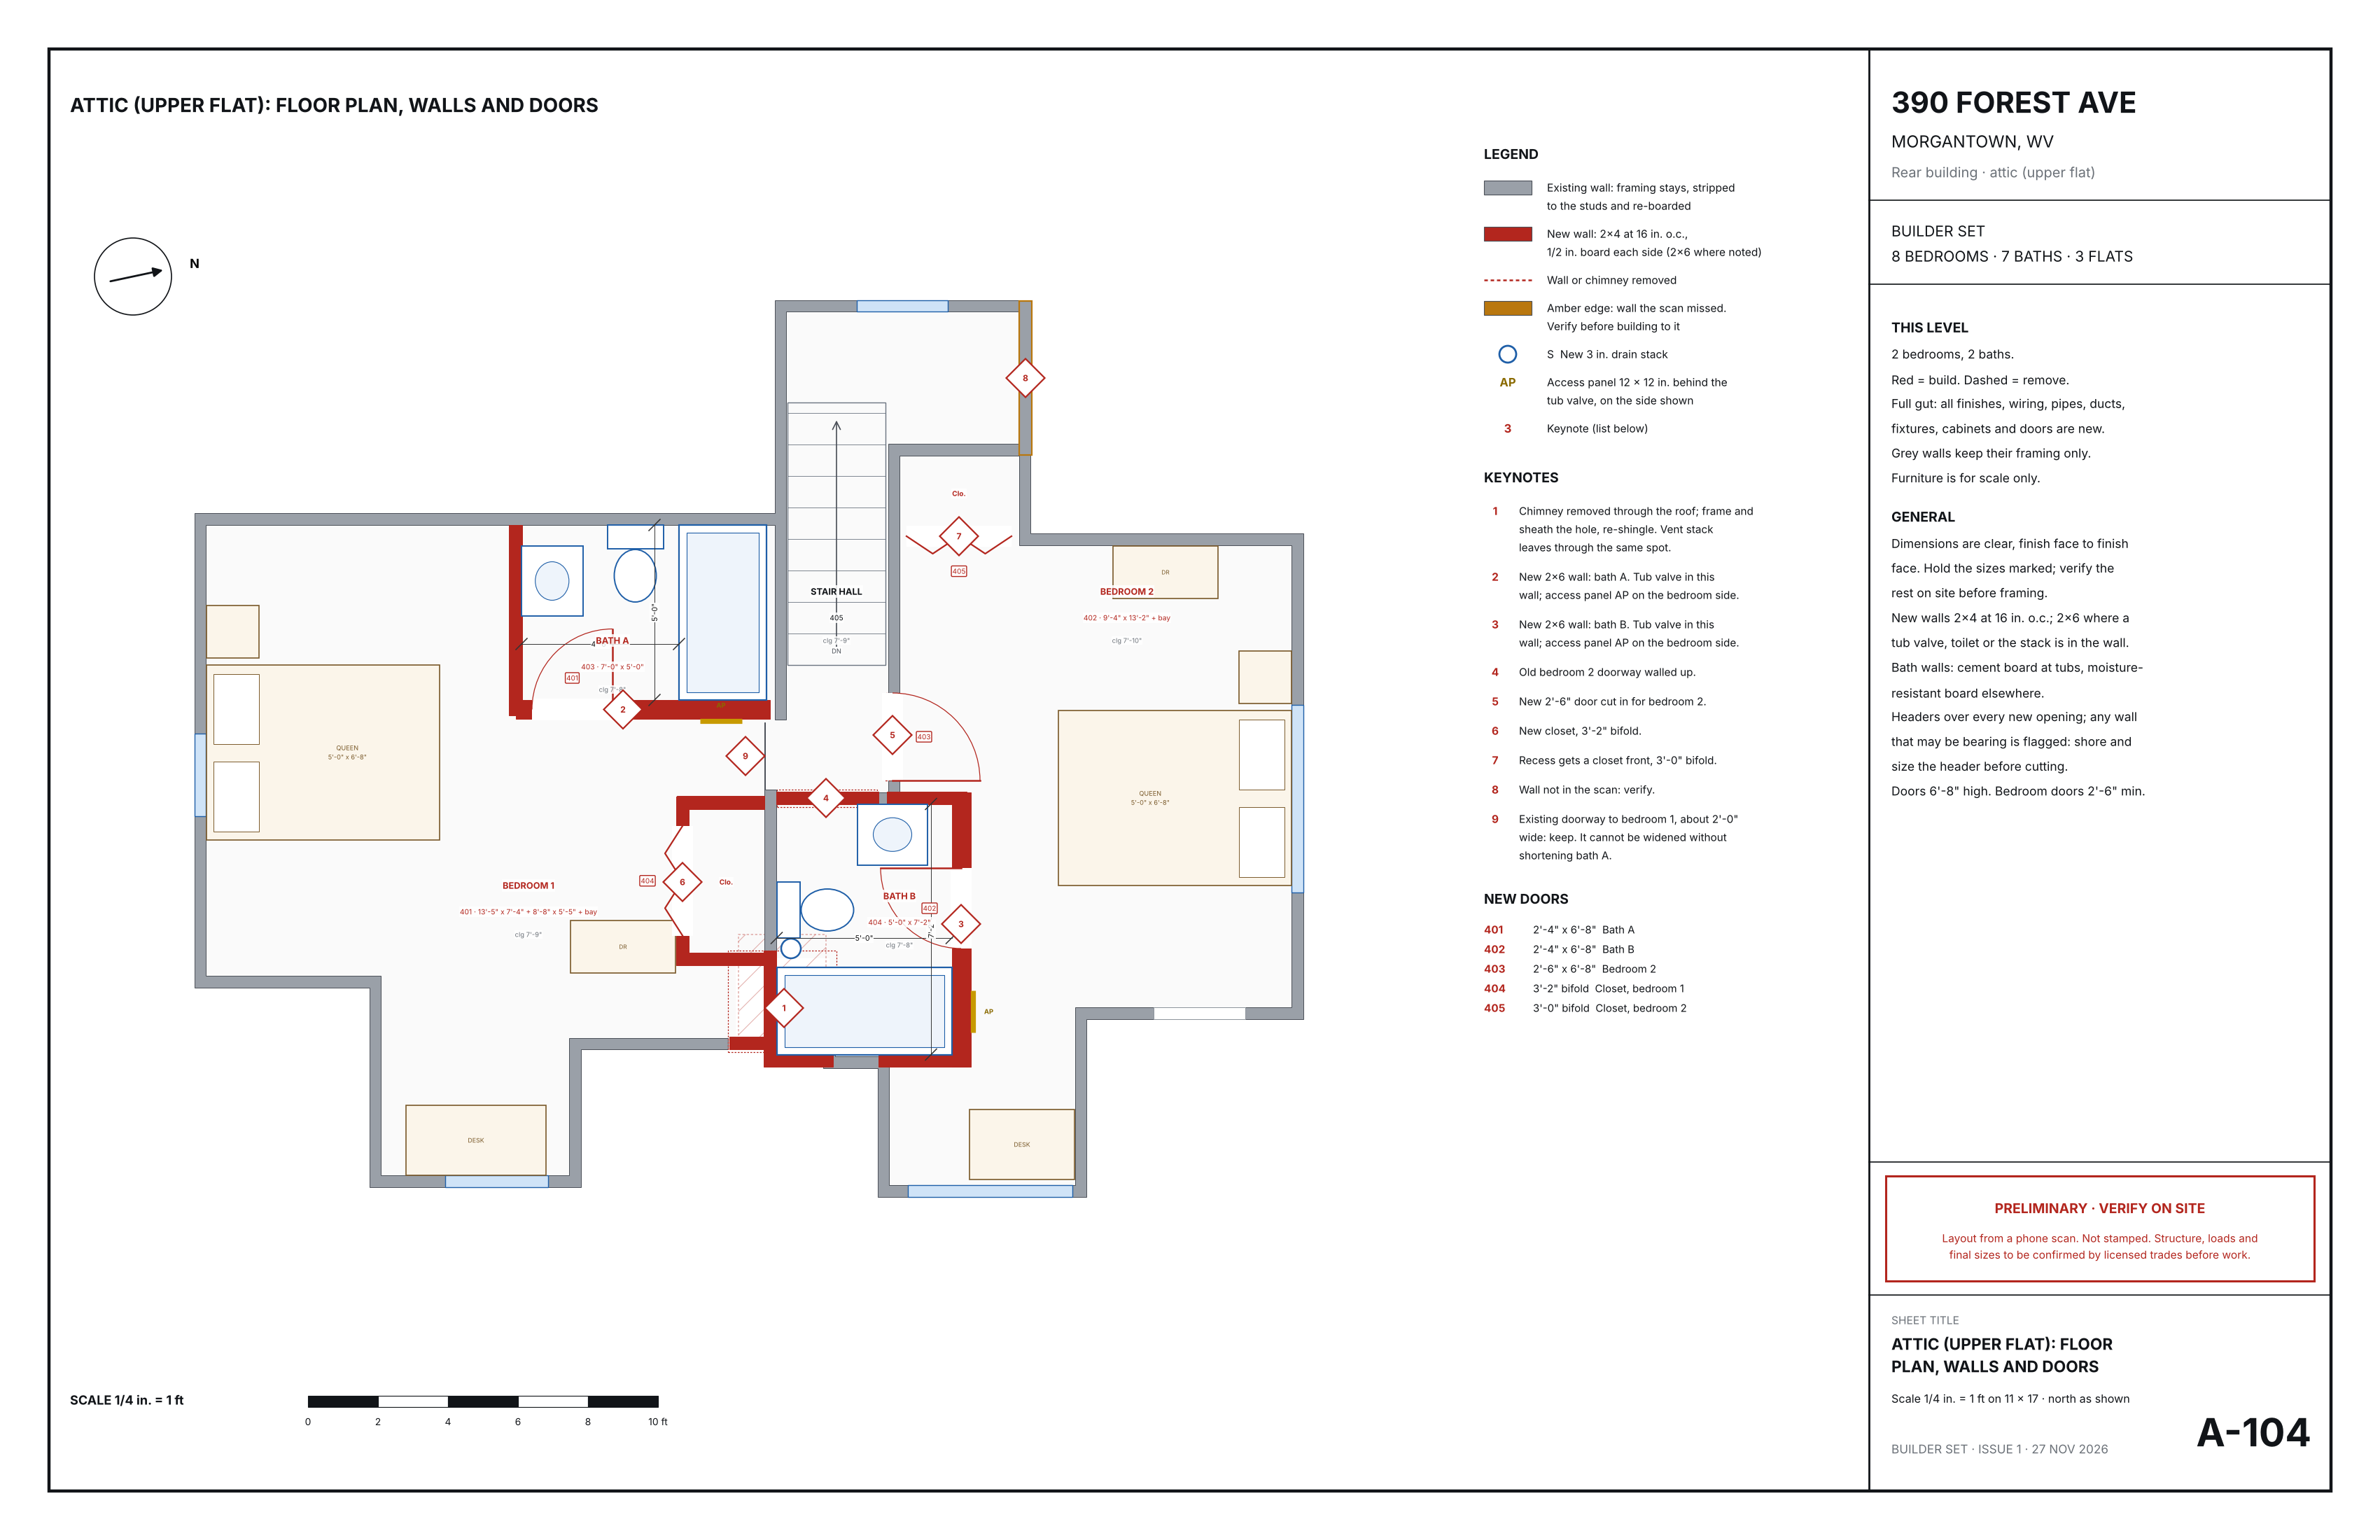 ATTIC (UPPER FLAT): FLOOR PLAN, WALLS AND DOORS
N
8
Clo.
7
405
STAIR HALL
405
clg 7'-9"
DN
DR
BEDROOM 2
402 · 9'-4" x 13'-2" + bay
clg 7'-10"
5'-0"
BATH A
403 · 7'-0" x 5'-0"
401
clg 7'-8"
2
AP
5
403
9
4
QUEEN
5'-0" x 6'-8"
QUEEN
5'-0" x 6'-8"
404
6
Clo.
BEDROOM 1
401 · 13'-5" x 7'-4" + 8'-8" x 5'-5" + bay
clg 7'-9"
DR
BATH B
402
404 · 5'-0" x 7'-2"
3
5'-0"
clg 7'-8"
1
AP
DESK
DESK
SCALE 1/4 in. = 1 ft
0 2 4 6 8 10 ft
LEGEND
Existing wall: framing stays, stripped
to the studs and re-boarded
New wall: 2×4 at 16 in. o.c.,
1/2 in. board each side (2×6 where noted)
Wall or chimney removed
Amber edge: wall the scan missed.
Verify before building to it
S New 3 in. drain stack
AP Access panel 12 × 12 in. behind the
tub valve, on the side shown
3 Keynote (list below)
KEYNOTES
1 Chimney removed through the roof; frame and
sheath the hole, re-shingle. Vent stack
leaves through the same spot.
2 New 2×6 wall: bath A. Tub valve in this
wall; access panel AP on the bedroom side.
3 New 2×6 wall: bath B. Tub valve in this
wall; access panel AP on the bedroom side.
4 Old bedroom 2 doorway walled up.
5 New 2'-6" door cut in for bedroom 2.
6 New closet, 3'-2" bifold.
7 Recess gets a closet front, 3'-0" bifold.
8 Wall not in the scan: verify.
9 Existing doorway to bedroom 1, about 2'-0"
wide: keep. It cannot be widened without
shortening bath A.
NEW DOORS
401 2'-4" x 6'-8" Bath A
402 2'-4" x 6'-8" Bath B
403 2'-6" x 6'-8" Bedroom 2
404 3'-2" bifold Closet, bedroom 1
405 3'-0" bifold Closet, bedroom 2
390 FOREST AVE
MORGANTOWN, WV
Rear building · attic (upper flat)
BUILDER SET
8 BEDROOMS · 7 BATHS · 3 FLATS
THIS LEVEL
2 bedrooms, 2 baths.
Red = build. Dashed = remove.
Full gut: all finishes, wiring, pipes, ducts,
fixtures, cabinets and doors are new.
Grey walls keep their framing only.
Furniture is for scale only.
GENERAL
Dimensions are clear, finish face to finish
face. Hold the sizes marked; verify the
rest on site before framing.
New walls 2×4 at 16 in. o.c.; 2×6 where a
tub valve, toilet or the stack is in the wall.
Bath walls: cement board at tubs, moisture-
resistant board elsewhere.
Headers over every new opening; any wall
that may be bearing is flagged: shore and
size the header before cutting.
Doors 6'-8" high. Bedroom doors 2'-6" min.
PRELIMINARY · VERIFY ON SITE
Layout from a phone scan. Not stamped. Structure, loads and
final sizes to be confirmed by licensed trades before work.
SHEET TITLE
ATTIC (UPPER FLAT): FLOOR
PLAN, WALLS AND DOORS
Scale 1/4 in. = 1 ft on 11 × 17 · north as shown
BUILDER SET · ISSUE 1 · 27 NOV 2026
A-104